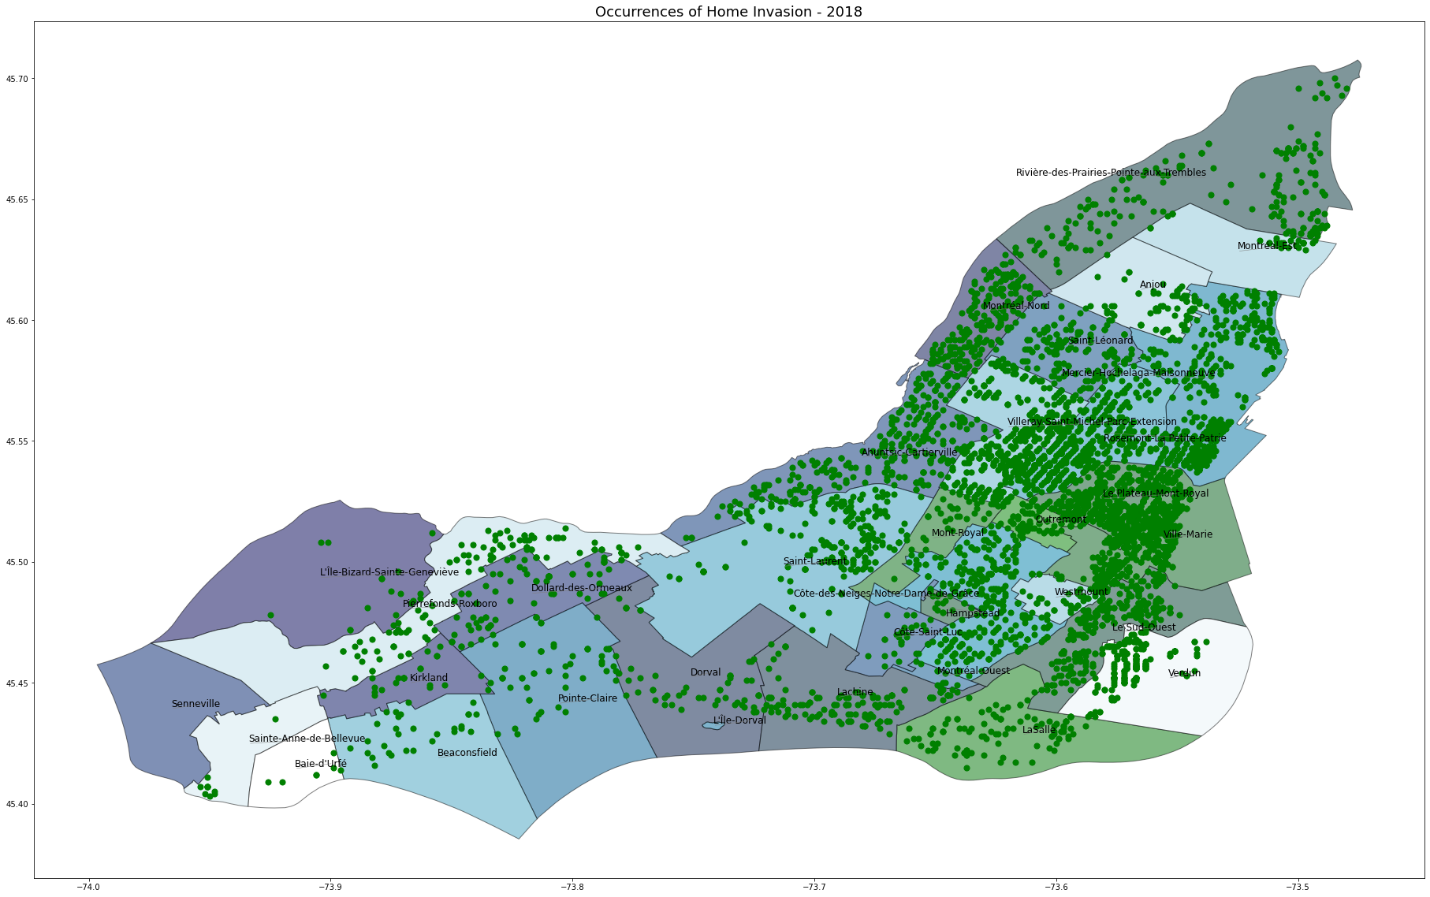 Occurrences of Home Invasion - 2018
45.70
Rivière-des-Prairies-Pointe-aux-Trembles
45.65
Montréal-Est
Anjou
Montréal-Nord
45.60
Saint-Léonard
Mercier-Hochelaga-Maisonneuve
Villeray-Saint-Michel-Parc-Extension
45.55
Rosemont-La Petite-Patrie
Ahuntsic-Cartierville
Le Plateau-Mont-Royal
Outremont
Mont-Royal
Ville-Marie
45.50
Saint-Laurent
L'Île-Bizard-Sainte-Geneviève
Dollard-des-Ormeaux
Côte-des-Neiges-Notre-Dame-de-Grâce
Westmount
Pierrefonds-Roxboro
Hampstead
Le Sud-Ouest
Côte-Saint-Luc
Dorval
Montréal-Ouest
Verdun
Kirkland
45.45
Lachine
Pointe-Claire
Senneville
L'Île-Dorval
LaSalle
Sainte-Anne-de-Bellevue
Beaconsfield
Baie-d'Urfé
45.40
−74.0 −73.9 −73.8 −73.7 −73.6 −73.5